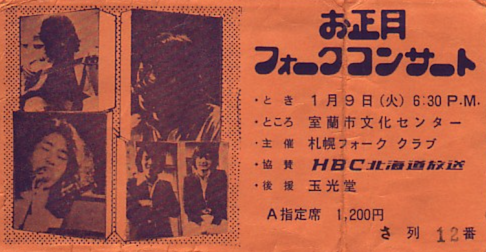 お正月
フォークコンサート
・とき 1月9日(火) 6:30 P.M.
・ところ 室蘭市文化センター
・主催 札幌フォーク クラブ
・協賛 HBC北海道放送
・後援 玉光堂
A指定席 1,200円
さ 列 12 番